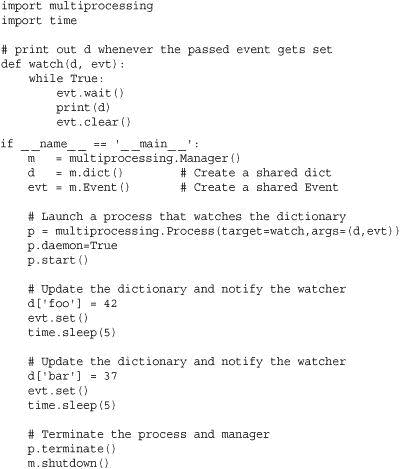 import multiprocessing
import time

# print out d whenever the passed event gets set
def watch(d, evt):
    while True:
        evt.wait()
        print(d)
        evt.clear()

if __name__ == '__main__':
    m   = multiprocessing.Manager()
    d   = m.dict()        # Create a shared dict
    evt = m.Event()       # Create a shared Event

    # Launch a process that watches the dictionary
    p = multiprocessing.Process(target=watch,args=(d,evt))
    p.daemon=True
    p.start()

    # Update the dictionary and notify the watcher
    d['foo'] = 42
    evt.set()
    time.sleep(5)

    # Update the dictionary and notify the watcher
    d['bar'] = 37
    evt.set()
    time.sleep(5)

    # Terminate the process and manager
    p.terminate()
    m.shutdown()